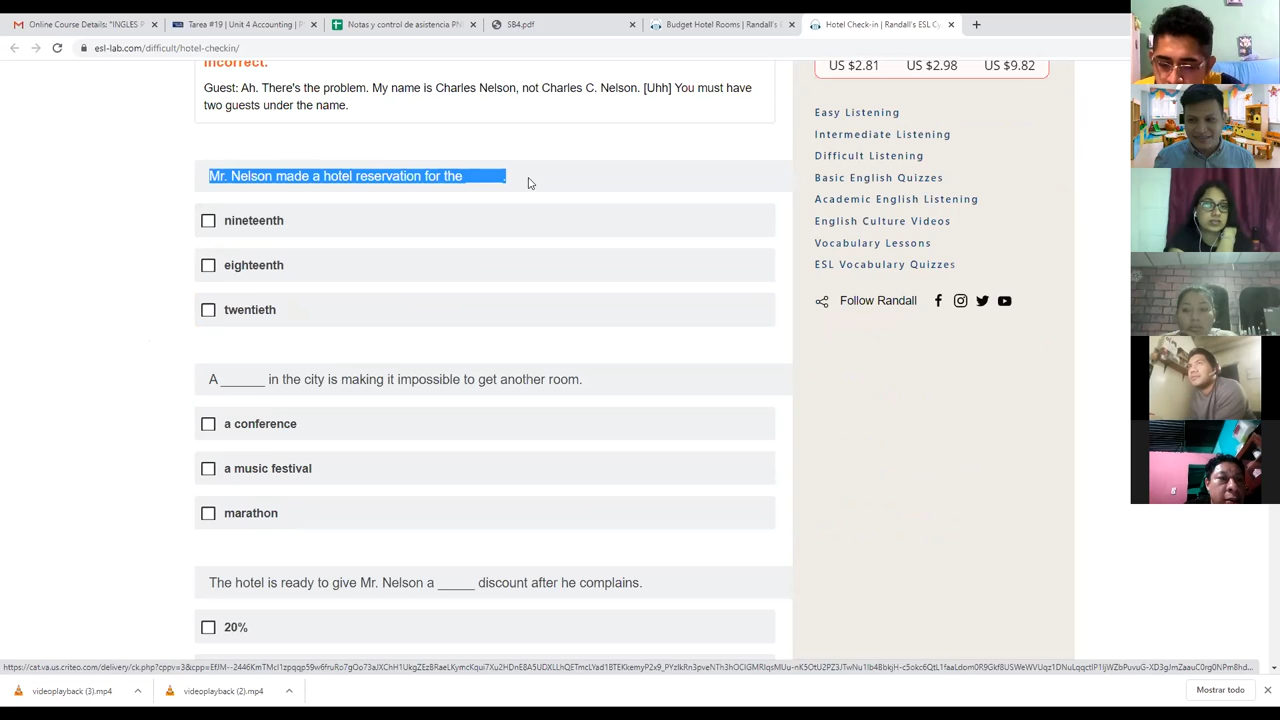 Online Course Details: "INGLES P
Tarea #19 | Unit 4 Accounting | P
Notas y control de asistencia PN
SB4.pdf
Budget Hotel Rooms | Randall's E
Hotel Check-in | Randall's ESL Cy
esl-lab.com/difficult/hotel-checkin/
Incorrect.
Guest: Ah. There's the problem. My name is Charles Nelson, not Charles C. Nelson. [Uhh] You must have
two guests under the name.
US $2.81 US $2.98 US $9.82
Mr. Nelson made a hotel reservation for the ______.
nineteenth
eighteenth
twentieth
A ______ in the city is making it impossible to get another room.
a conference
a music festival
marathon
The hotel is ready to give Mr. Nelson a _____ discount after he complains.
20%
Easy Listening
Intermediate Listening
Difficult Listening
Basic English Quizzes
Academic English Listening
English Culture Videos
Vocabulary Lessons
ESL Vocabulary Quizzes
Follow Randall
videoplayback (3).mp4
videoplayback (2).mp4
Mostrar todo